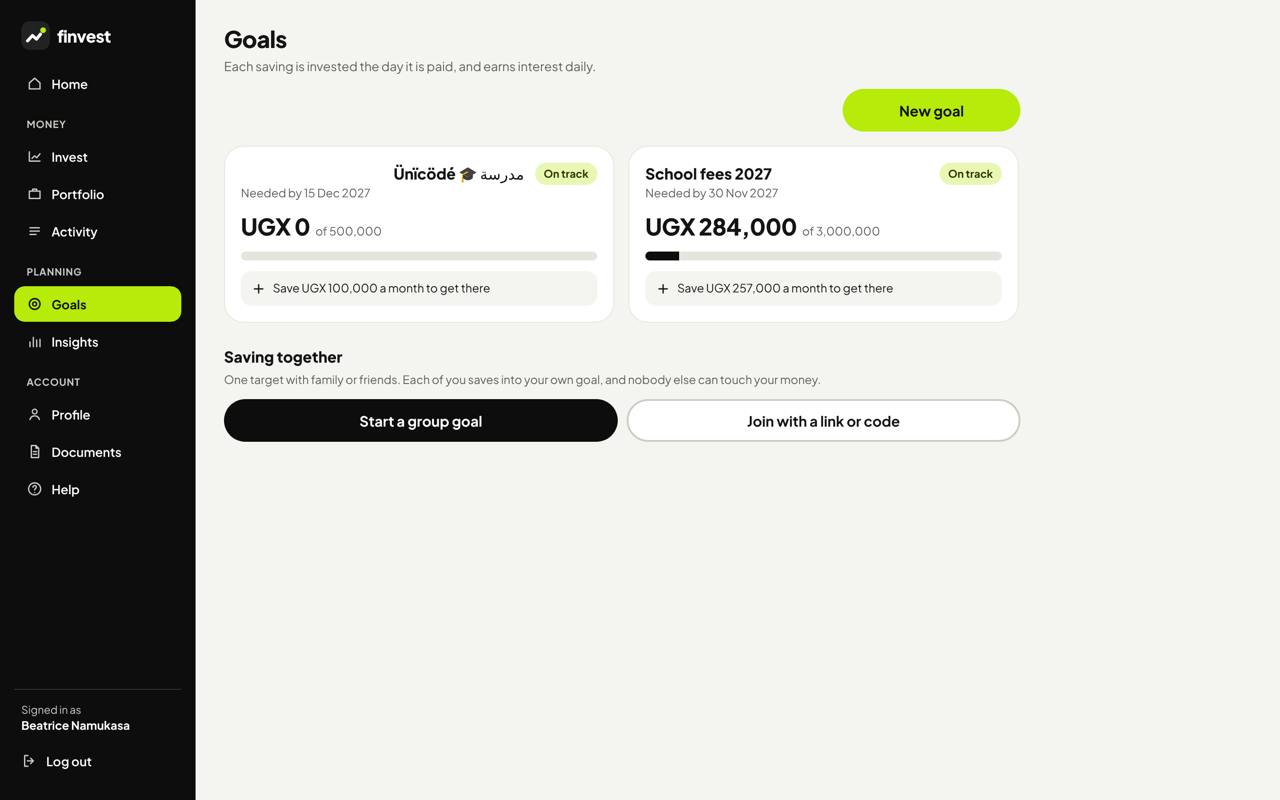 finvest
Home
MONEY
Invest
Portfolio
Activity
PLANNING
Goals
Insights
ACCOUNT
Profile
Documents
Help
Signed in as
Beatrice Namukasa
Log out
Goals
Each saving is invested the day it is paid, and earns interest daily.
New goal
مدرسة 🎓 Ünïcödé
On track
Needed by 15 Dec 2027
UGX 0 of 500,000
+ Save UGX 100,000 a month to get there
School fees 2027
On track
Needed by 30 Nov 2027
UGX 284,000 of 3,000,000
+ Save UGX 257,000 a month to get there
Saving together
One target with family or friends. Each of you saves into your own goal, and nobody else can touch your money.
Start a group goal
Join with a link or code